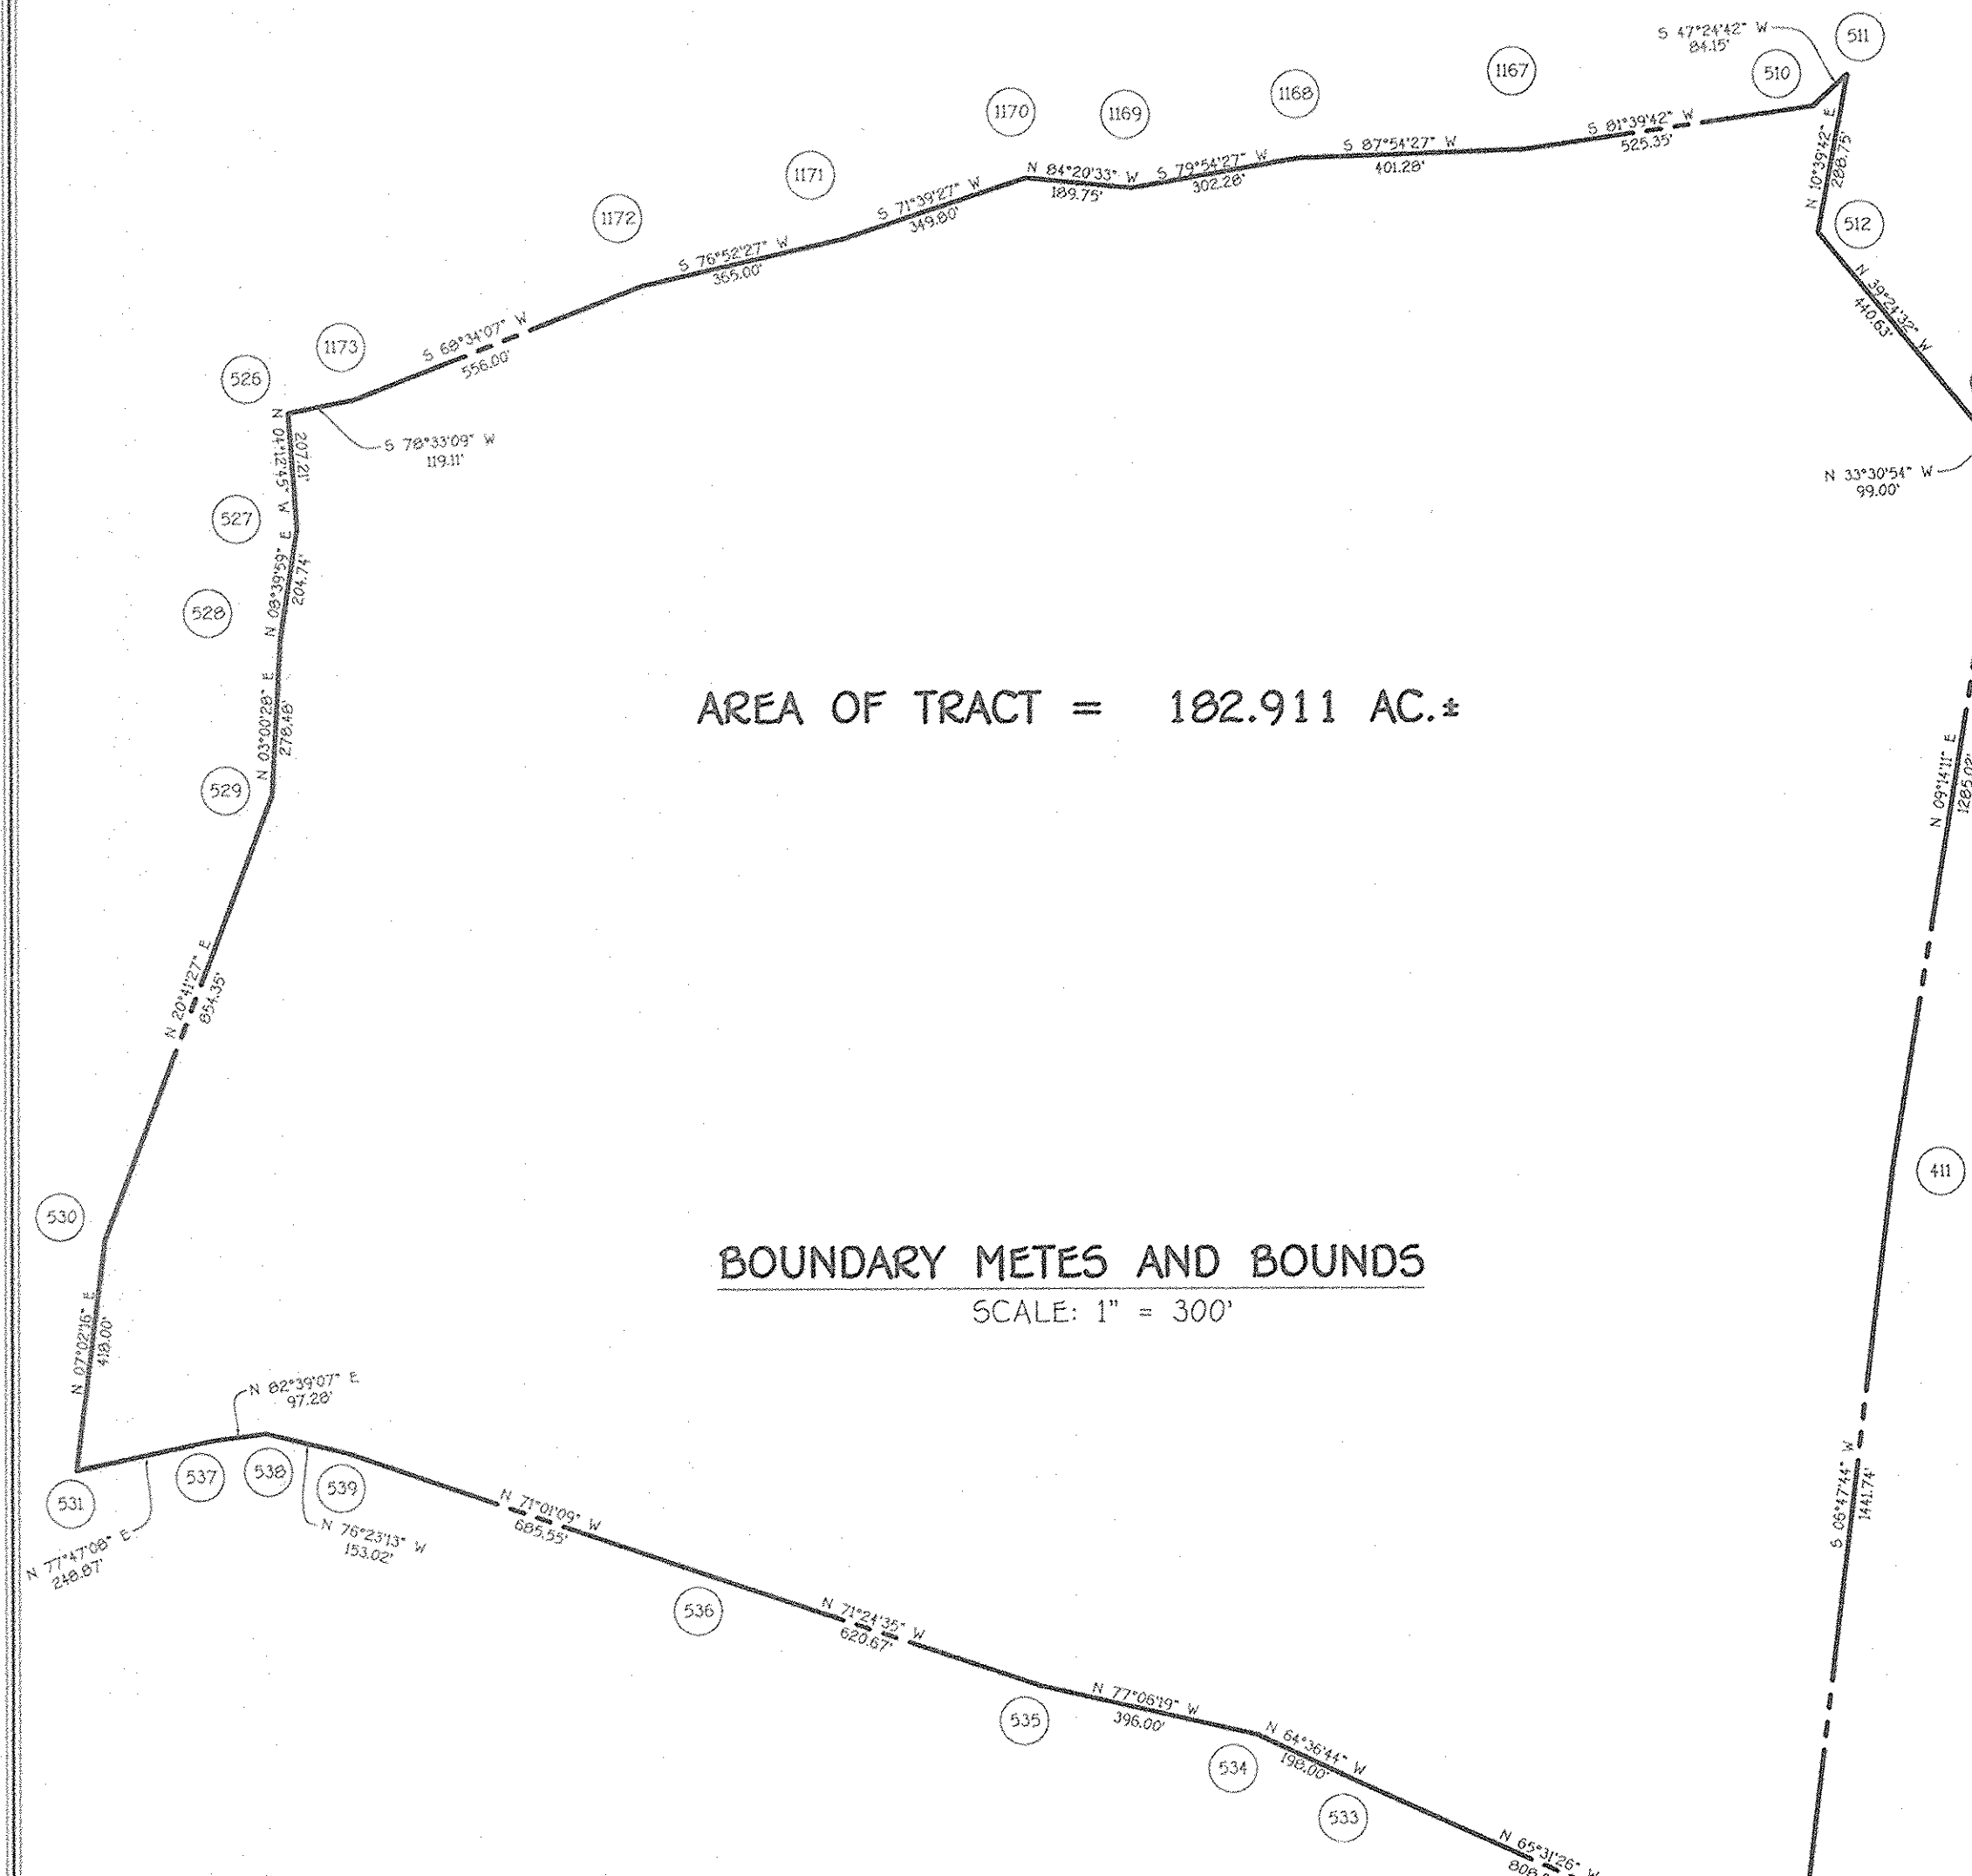 S 47°24'42" W
84.15'
511
510
1167
1168
1169
1170
S 81°39'42" W
525.35'
S 87°54'27" W
401.28'
S 79°54'27" W
302.28'
N 84°20'33" W
189.75'
N 10°39'42" E
288.75'
1171
S 71°39'27" W
349.80'
1172
512
S 76°52'27" W
365.00'
N 39°24'32" W
440.63'
1173
S 68°34'07" W
556.00'
526
S 78°33'09" W
119.11'
N 33°30'54" W
99.00'
N 04°12'45" W
207.21'
527
N 08°39'59" E
204.74'
528
N 03°00'28" E
278.48'
AREA OF TRACT = 182.911 AC.±
529
N 09°14'11" E
1285.02'
N 20°41'27" E
854.35'
411
530
BOUNDARY METES AND BOUNDS
SCALE: 1" = 300'
N 07°02'16" E
418.00'
N 82°39'07" E
97.28'
537
538
539
531
N 77°47'08" E
248.87'
N 76°23'13" W
153.02'
N 71°01'09" W
685.55'
S 06°47'44" W
1441.74'
536
N 71°24'35" W
620.67'
535
N 77°06'19" W
396.00'
534
N 64°36'44" W
198.00'
533
N 65°31'26" W